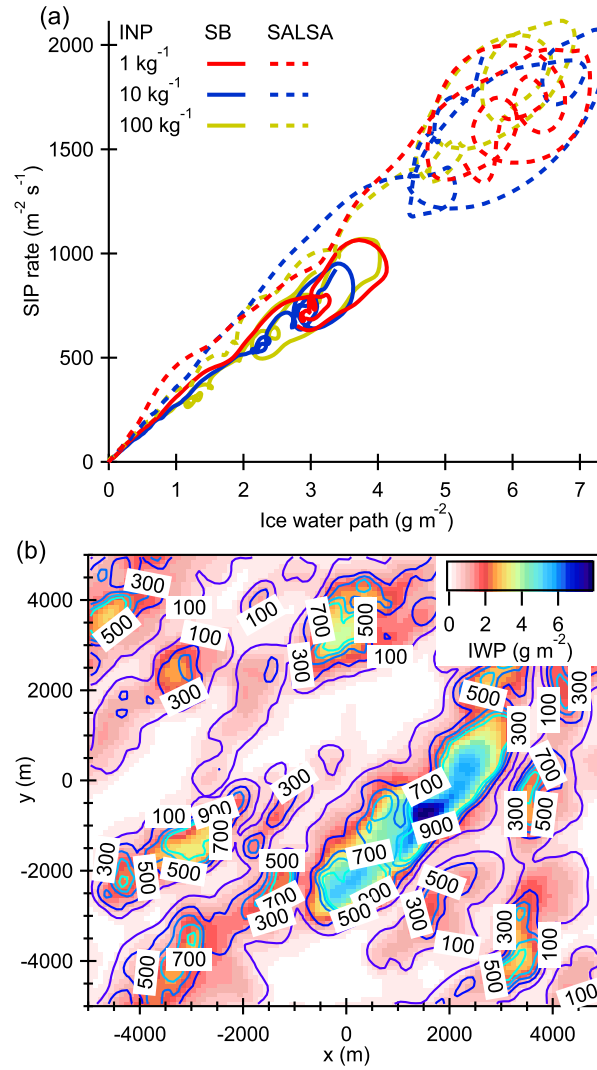 (a)
INP SB SALSA
1 kg-1
10 kg-1
100 kg-1
2000
1500
1000
500
0
SIP rate (m-2 s-1)
0 1 2 3 4 5 6 7
Ice water path (g m-2)
(b)
0 2 4 6
IWP (g m-2)
4000
2000
0
-2000
-4000
y (m)
300 100 100 700 500
500 100 300 100
300 500 100 300
300 700 700
100 900 900 300 500
700 500 700
300 500 500 500
700 300 500 300 300 100
500 700 100 500 100
-4000 -2000 0 2000 4000
x (m)